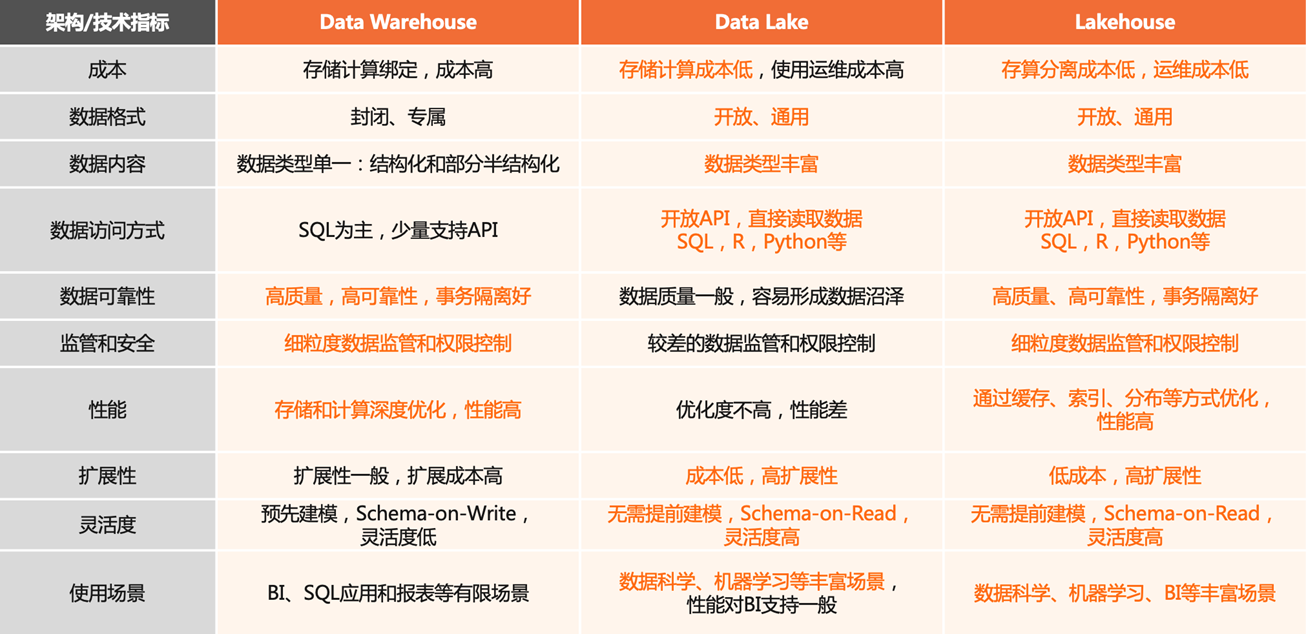 架构/技术指标
Data Warehouse
Data Lake
Lakehouse
成本
存储计算绑定，成本高
存储计算成本低，使用运维成本高
存算分离成本低，运维成本低
数据格式
封闭、专属
开放、通用
开放、通用
数据内容
数据类型单一：结构化和部分半结构化
数据类型丰富
数据类型丰富
数据访问方式
SQL为主，少量支持API
开放API，直接读取数据
SQL，R，Python等
开放API，直接读取数据
SQL，R，Python等
数据可靠性
高质量，高可靠性，事务隔离好
数据质量一般，容易形成数据沼泽
高质量、高可靠性，事务隔离好
监管和安全
细粒度数据监管和权限控制
较差的数据监管和权限控制
细粒度数据监管和权限控制
性能
存储和计算深度优化，性能高
优化度不高，性能差
通过缓存、索引、分布等方式优化，
性能高
扩展性
扩展性一般，扩展成本高
成本低，高扩展性
低成本，高扩展性
灵活度
预先建模，Schema-on-Write，
灵活度低
无需提前建模，Schema-on-Read，
灵活度高
无需提前建模，Schema-on-Read，
灵活度高
使用场景
BI、SQL应用和报表等有限场景
数据科学、机器学习等丰富场景，
性能对BI支持一般
数据科学、机器学习、BI等丰富场景